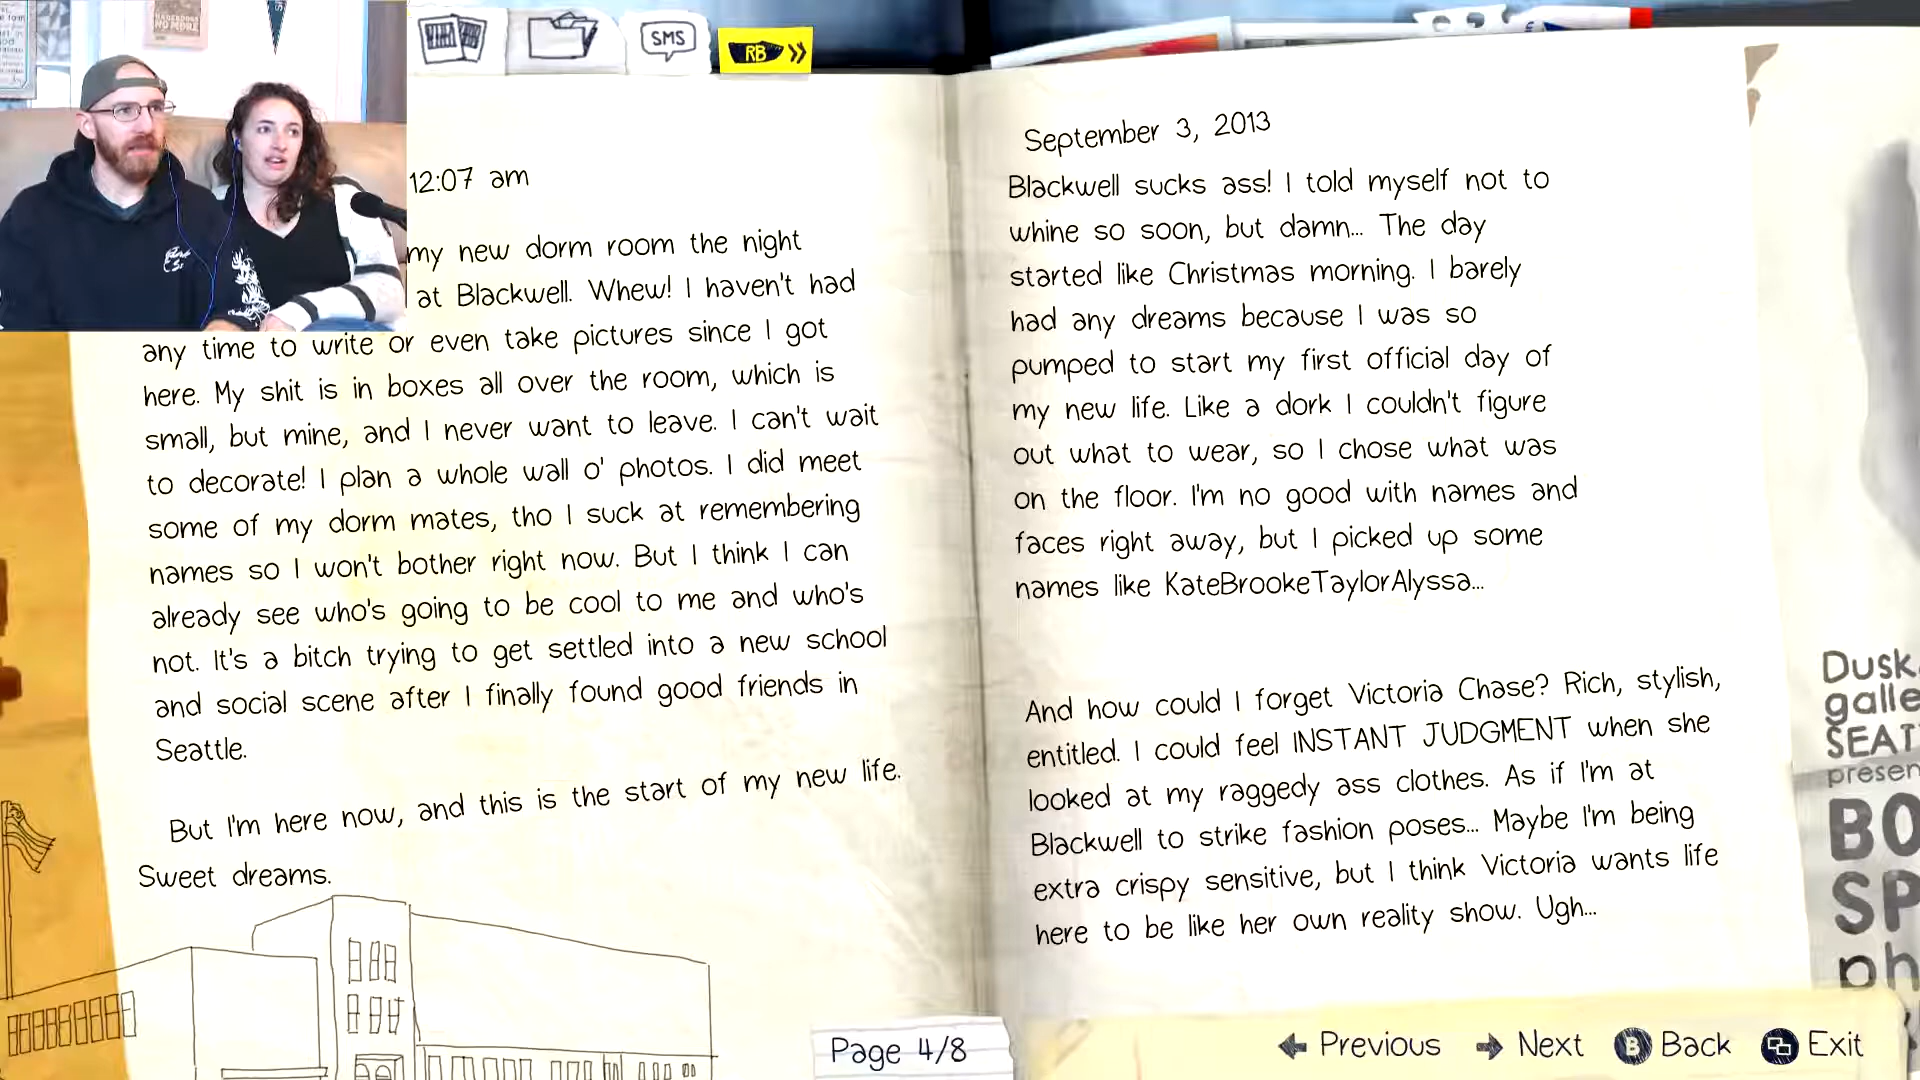 SMS
RB
12:07 am
my new dorm room the night
at Blackwell. Whew! I haven't had
any time to write or even take pictures since I got
here. My shit is in boxes all over the room, which is
small, but mine, and I never want to leave. I can't wait
to decorate! I plan a whole wall o' photos. I did meet
some of my dorm mates, tho I suck at remembering
names so I won't bother right now. But I think I can
already see who's going to be cool to me and who's
not. It's a bitch trying to get settled into a new school
and social scene after I finally found good friends in
Seattle.
But I'm here now, and this is the start of my new life.
Sweet dreams.
September 3, 2013
Blackwell sucks ass! I told myself not to
whine so soon, but damn... The day
started like Christmas morning. I barely
had any dreams because I was so
pumped to start my first official day of
my new life. Like a dork I couldn't figure
out what to wear, so I chose what was
on the floor. I'm no good with names and
faces right away, but I picked up some
names like KateBrookeTaylorAlyssa...
And how could I forget Victoria Chase? Rich, stylish,
entitled. I could feel INSTANT JUDGMENT when she
looked at my raggedy ass clothes. As if I'm at
Blackwell to strike fashion poses... Maybe I'm being
extra crispy sensitive, but I think Victoria wants life
here to be like her own reality show. Ugh...
Dusk
galle
SEAT
presen
BO
SP
ph
Page 4/8
Previous
Next
B Back
Exit